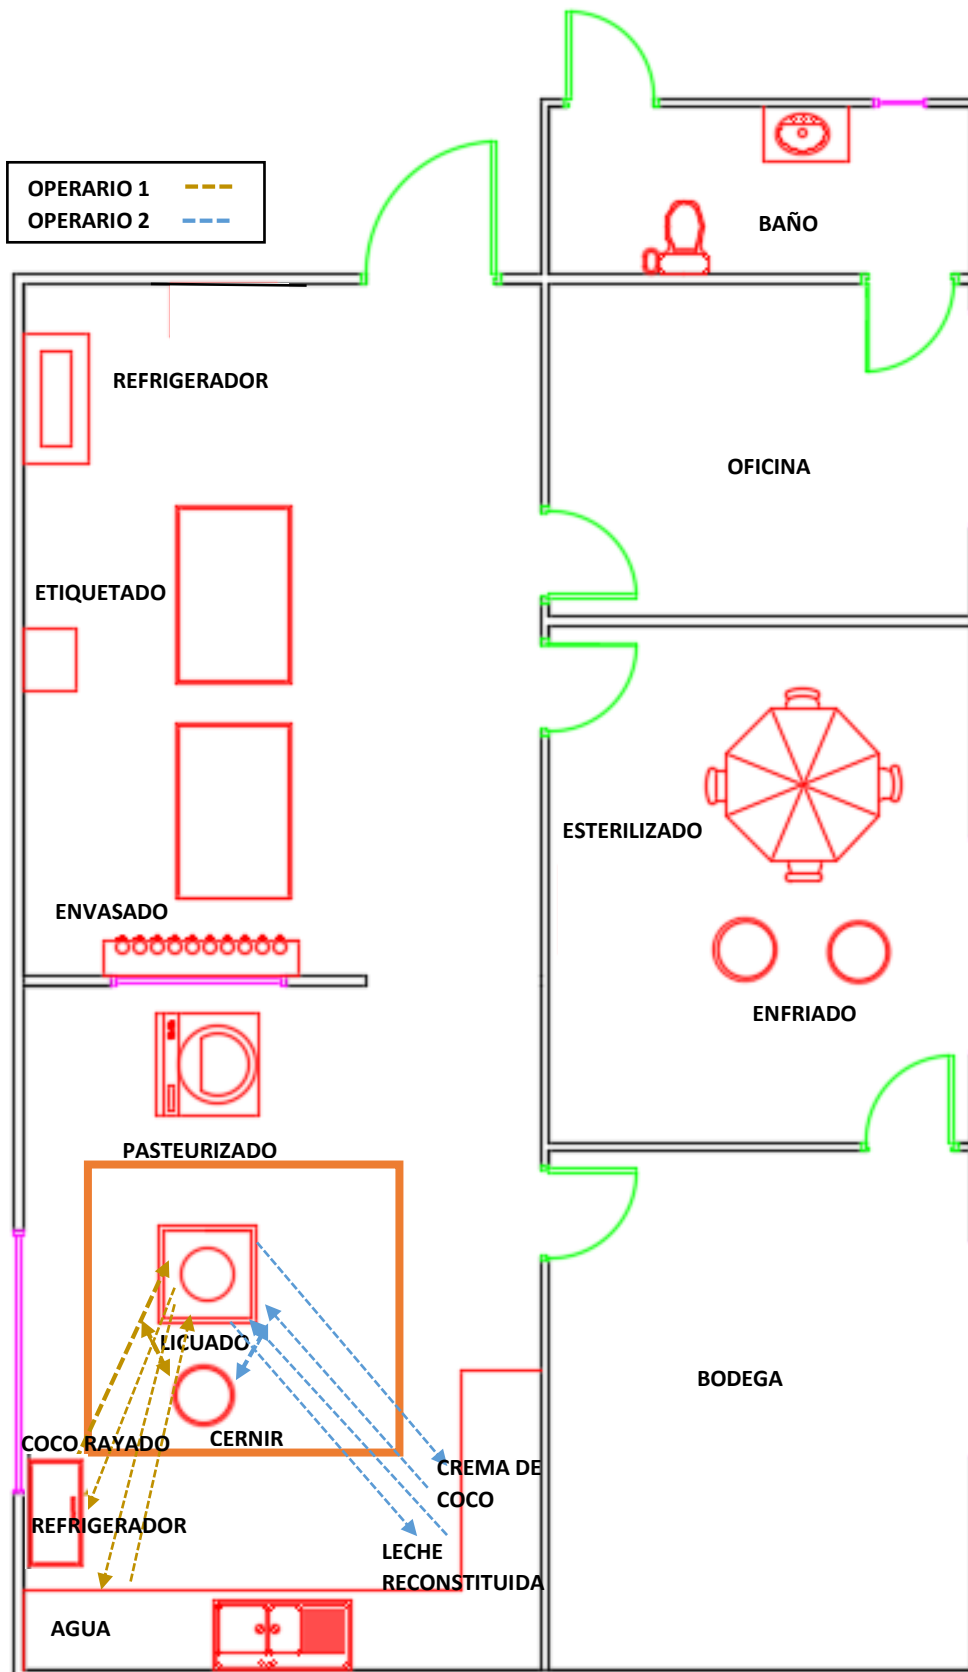 OPERARIO 1
OPERARIO 2
BAÑO
REFRIGERADOR
OFICINA
ETIQUETADO
ESTERILIZADO
ENVASADO
ENFRIADO
PASTEURIZADO
LICUADO
BODEGA
CERNIR
COCO RAYADO
CREMA DE
COCO
REFRIGERADOR
LECHE
RECONSTITUIDA
AGUA